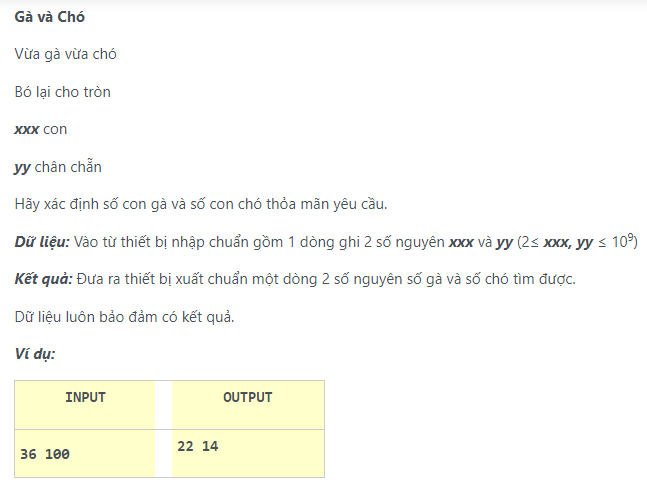 Gà và Chó
Vừa gà vừa chó
Bó lại cho tròn
xxx con
yy chân chẵn
Hãy xác định số con gà và số con chó thỏa mãn yêu cầu.
Dữ liệu: Vào từ thiết bị nhập chuẩn gồm 1 dòng ghi 2 số nguyên xxx và yy (2≤ xxx, yy ≤ 10⁹)
Kết quả: Đưa ra thiết bị xuất chuẩn một dòng 2 số nguyên số gà và số chó tìm được.
Dữ liệu luôn bảo đảm có kết quả.
Ví dụ:
INPUT OUTPUT
36 100 22 14